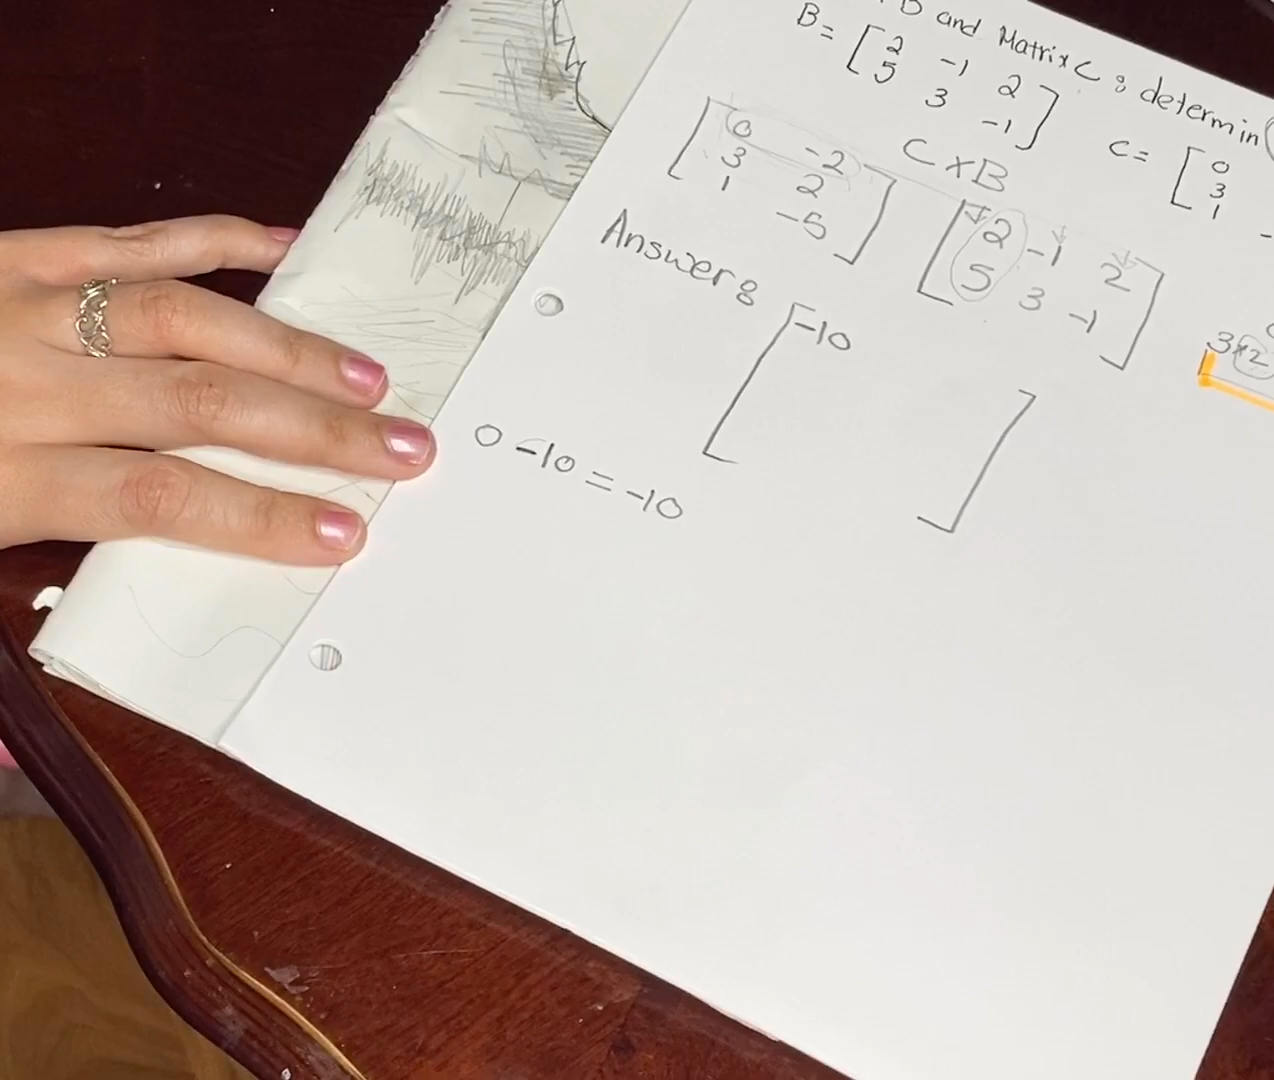 B and Matrix C : determin
B= [2 -1 2
5 3 -1]
C= [0
3
1 -
C x B
[0 -2
3 2
1 -5]
[2 -1 2
5 3 -1]
3x2
Answer:
[-10 ]
0 -10 = -10